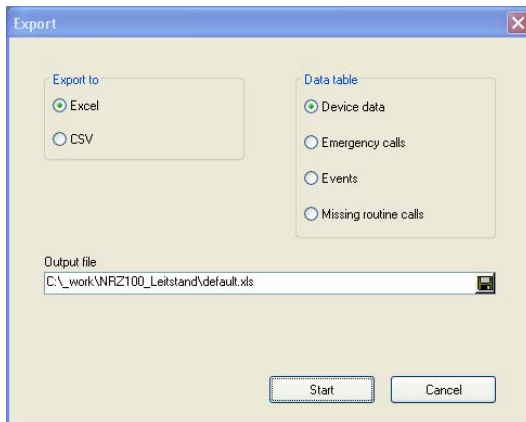 Export
Export to
Excel
CSV
Data table
Device data
Emergency calls
Events
Missing routine calls
Output file
C:\_work\NRZ100_Leitstand\default.xls
Start
Cancel